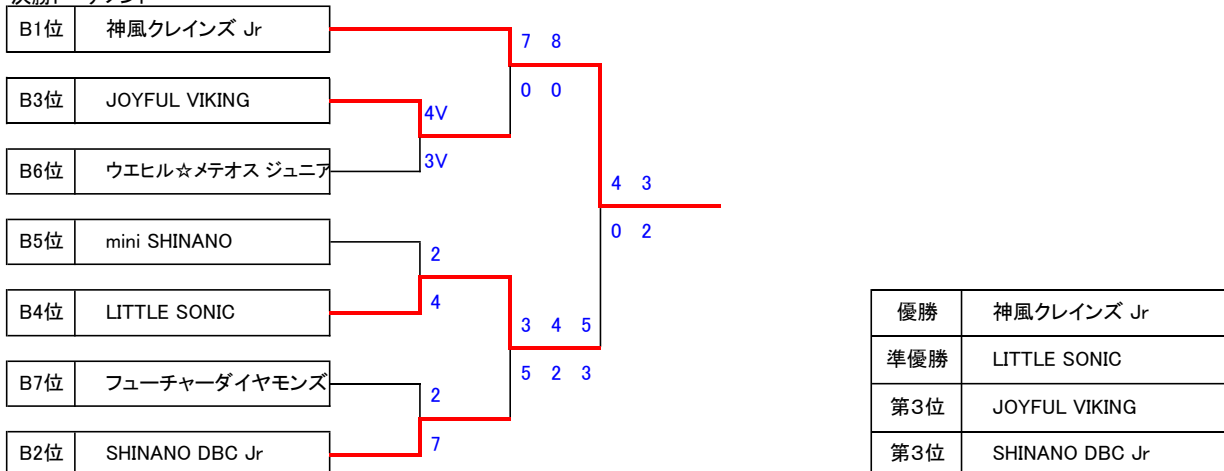 B1位 神風クレインズ Jr
7 8
0 0
B3位 JOYFUL VIKING
4V
3V
B6位 ウエヒル☆メテオス ジュニア
4 3
0 2
B5位 mini SHINANO
2
4
B4位 LITTLE SONIC
3 4 5
5 2 3
B7位 フューチャーダイヤモンズ
2
7
B2位 SHINANO DBC Jr
優勝 神風クレインズ Jr
準優勝 LITTLE SONIC
第3位 JOYFUL VIKING
第3位 SHINANO DBC Jr